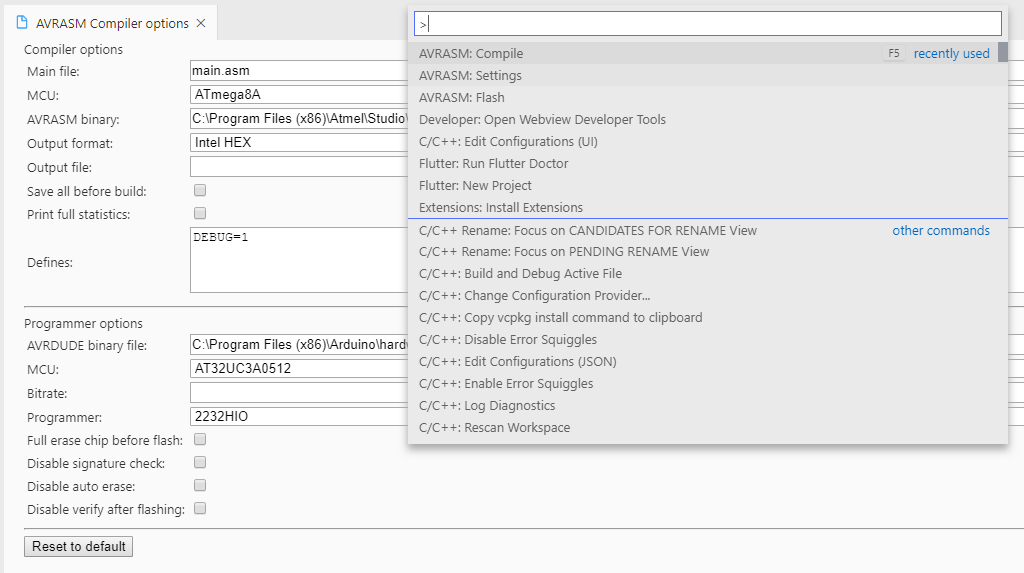 AVRASM Compiler options
>
Compiler options
Main file: main.asm
MCU: ATmega8A
AVRASM binary: C:\Program Files (x86)\Atmel\Studio\
Output format: Intel HEX
Output file:
Save all before build:
Print full statistics:
Defines: DEBUG=1
Programmer options
AVRDUDE binary file: C:\Program Files (x86)\Arduino\hard
MCU: AT32UC3A0512
Bitrate:
Programmer: 2232HIO
Full erase chip before flash:
Disable signature check:
Disable auto erase:
Disable verify after flashing:
Reset to default
AVRASM: Compile F5 recently used
AVRASM: Settings
AVRASM: Flash
Developer: Open Webview Developer Tools
C/C++: Edit Configurations (UI)
Flutter: Run Flutter Doctor
Flutter: New Project
Extensions: Install Extensions
C/C++ Rename: Focus on CANDIDATES FOR RENAME View other commands
C/C++ Rename: Focus on PENDING RENAME View
C/C++: Build and Debug Active File
C/C++: Change Configuration Provider...
C/C++: Copy vcpkg install command to clipboard
C/C++: Disable Error Squiggles
C/C++: Edit Configurations (JSON)
C/C++: Enable Error Squiggles
C/C++: Log Diagnostics
C/C++: Rescan Workspace